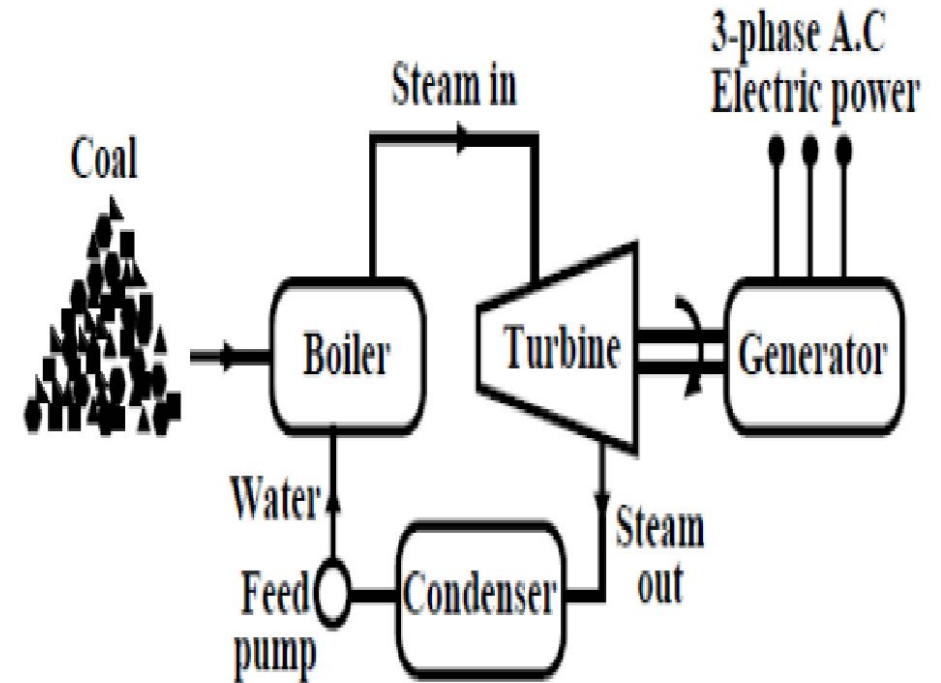 3-phase A.C
Electric power
Steam in
Coal
Boiler
Turbine
Generator
Water
Steam
out
Feed
pump
Condenser